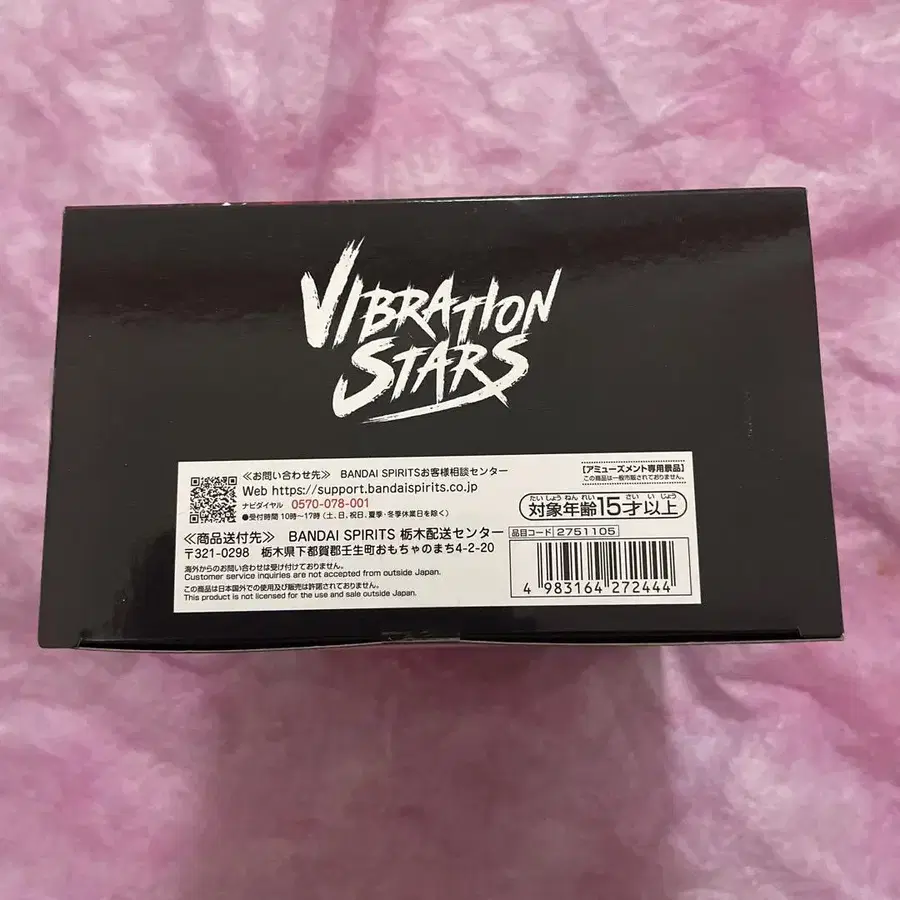 VIBRATION
STARS
≪お問い合わせ先≫ BANDAI SPIRITSお客様相談センター
Web https://support.bandaispirits.co.jp
ナビダイヤル 0570-078-001
●受付時間 10時~17時 (土、日、祝日、夏季・冬季休業日を除く)
≪商品送付先≫ BANDAI SPIRITS 栃木配送センター
〒321-0298 栃木県下都賀郡壬生町おもちゃのまち4-2-20
海外からのお問い合わせは受け付けておりません。
Customer service inquiries are not accepted from outside Japan.
この商品は日本国外での使用及び販売は許諾されておりません。
This product is not licensed for the use and sale outside Japan.
【アミューズメント専用景品】
この商品は一般市販されておりません。
たいしょうねんれい さい いじょう
対象年齢15才以上
品目コード 2751105
4 983164 272444